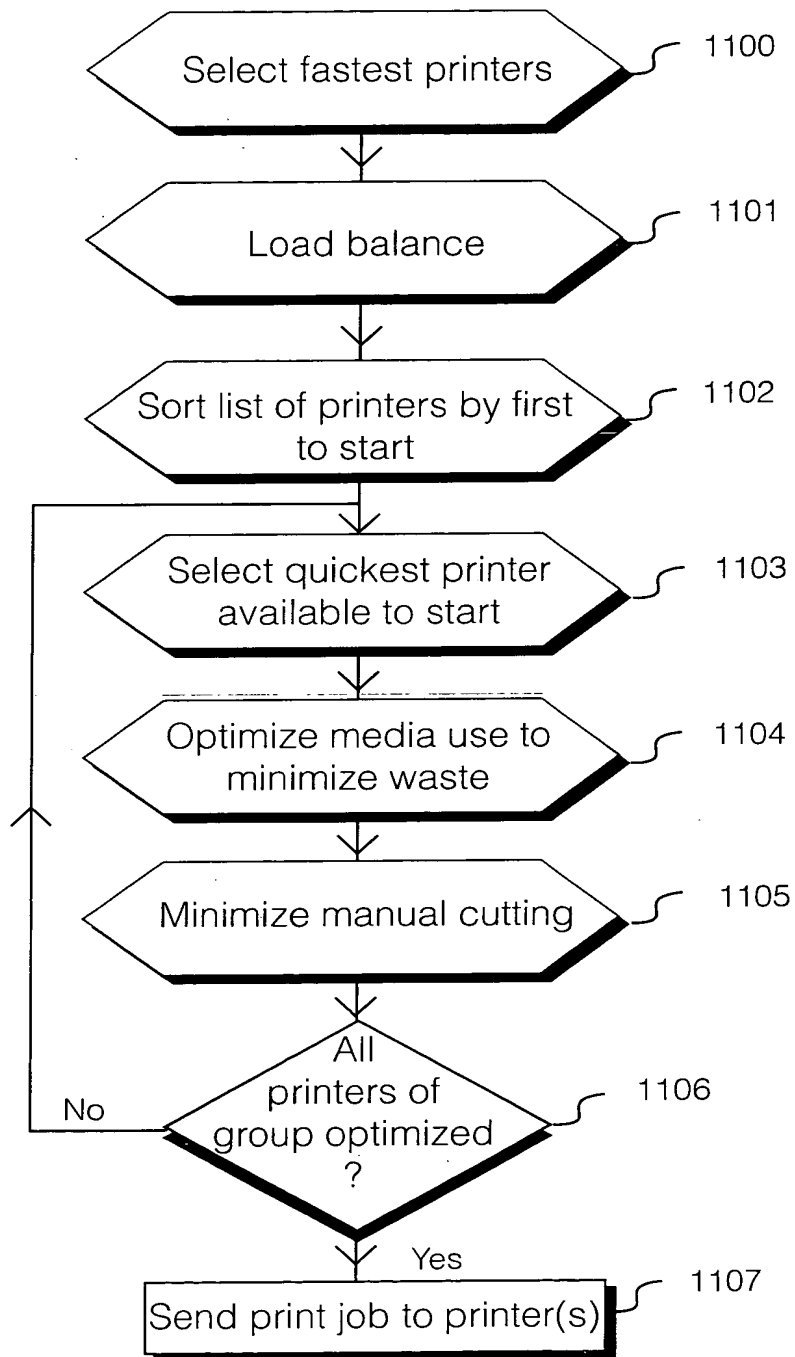 Select fastest printers
1100
Load balance
1101
Sort list of printers by first
to start
1102
Select quickest printer
available to start
1103
Optimize media use to
minimize waste
1104
Minimize manual cutting
1105
All
printers of
group optimized
?
1106
No
Yes
Send print job to printer(s)
1107